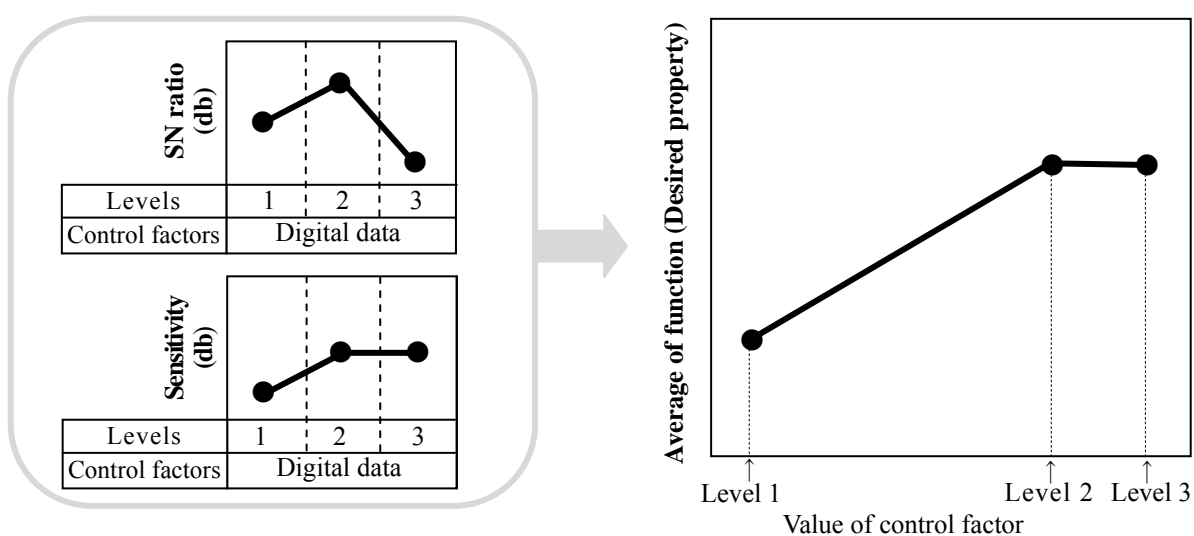 SN ratio
(db)
Levels 1 2 3
Control factors Digital data
Sensitivity
(db)
Levels 1 2 3
Control factors Digital data
Average of function (Desired property)
↑ ↑ ↑
Level 1 Level 2 Level 3
Value of control factor